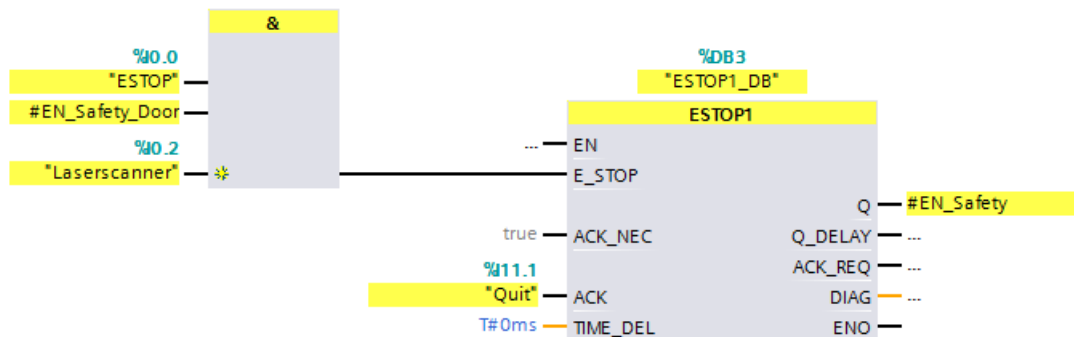 &
%I0.0
"ESTOP"
#EN_Safety_Door
%I0.2
"Laserscanner"
%DB3
"ESTOP1_DB"
ESTOP1
... EN
E_STOP
Q #EN_Safety
true ACK_NEC Q_DELAY ...
ACK_REQ ...
%I11.1
"Quit" ACK DIAG ...
T#0ms TIME_DEL ENO